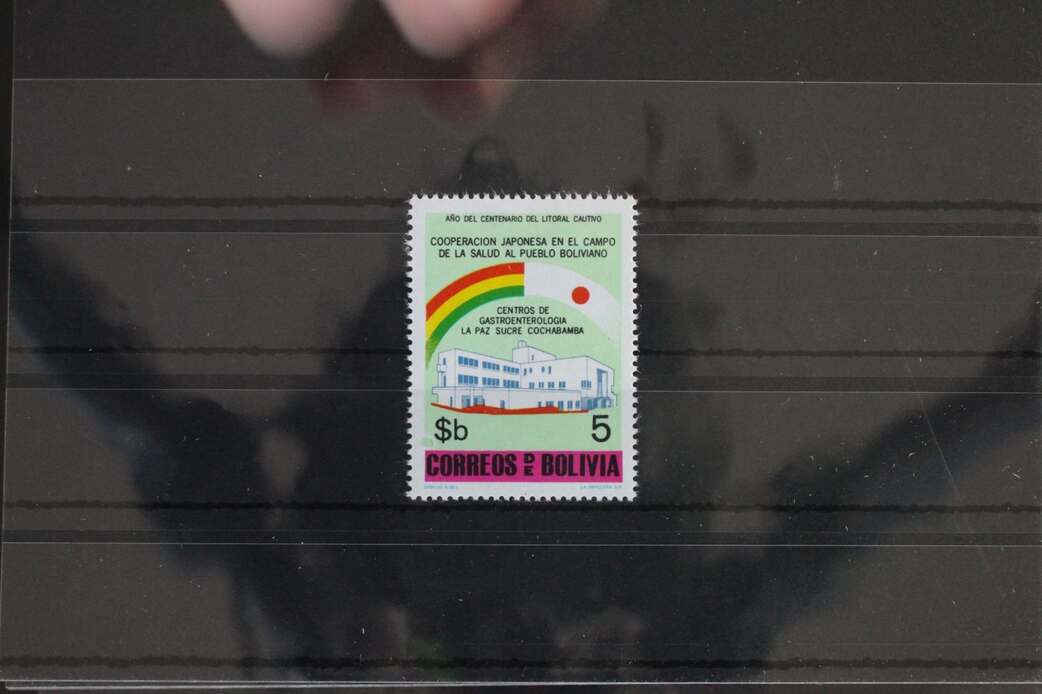 AÑO DEL CENTENARIO DEL LITORAL CAUTIVO
COOPERACION JAPONESA EN EL CAMPO
DE LA SALUD AL PUEBLO BOLIVIANO
CENTROS DE
GASTROENTEROLOGIA
LA PAZ SUCRE COCHABAMBA
$b 5
CORREOS DE BOLIVIA